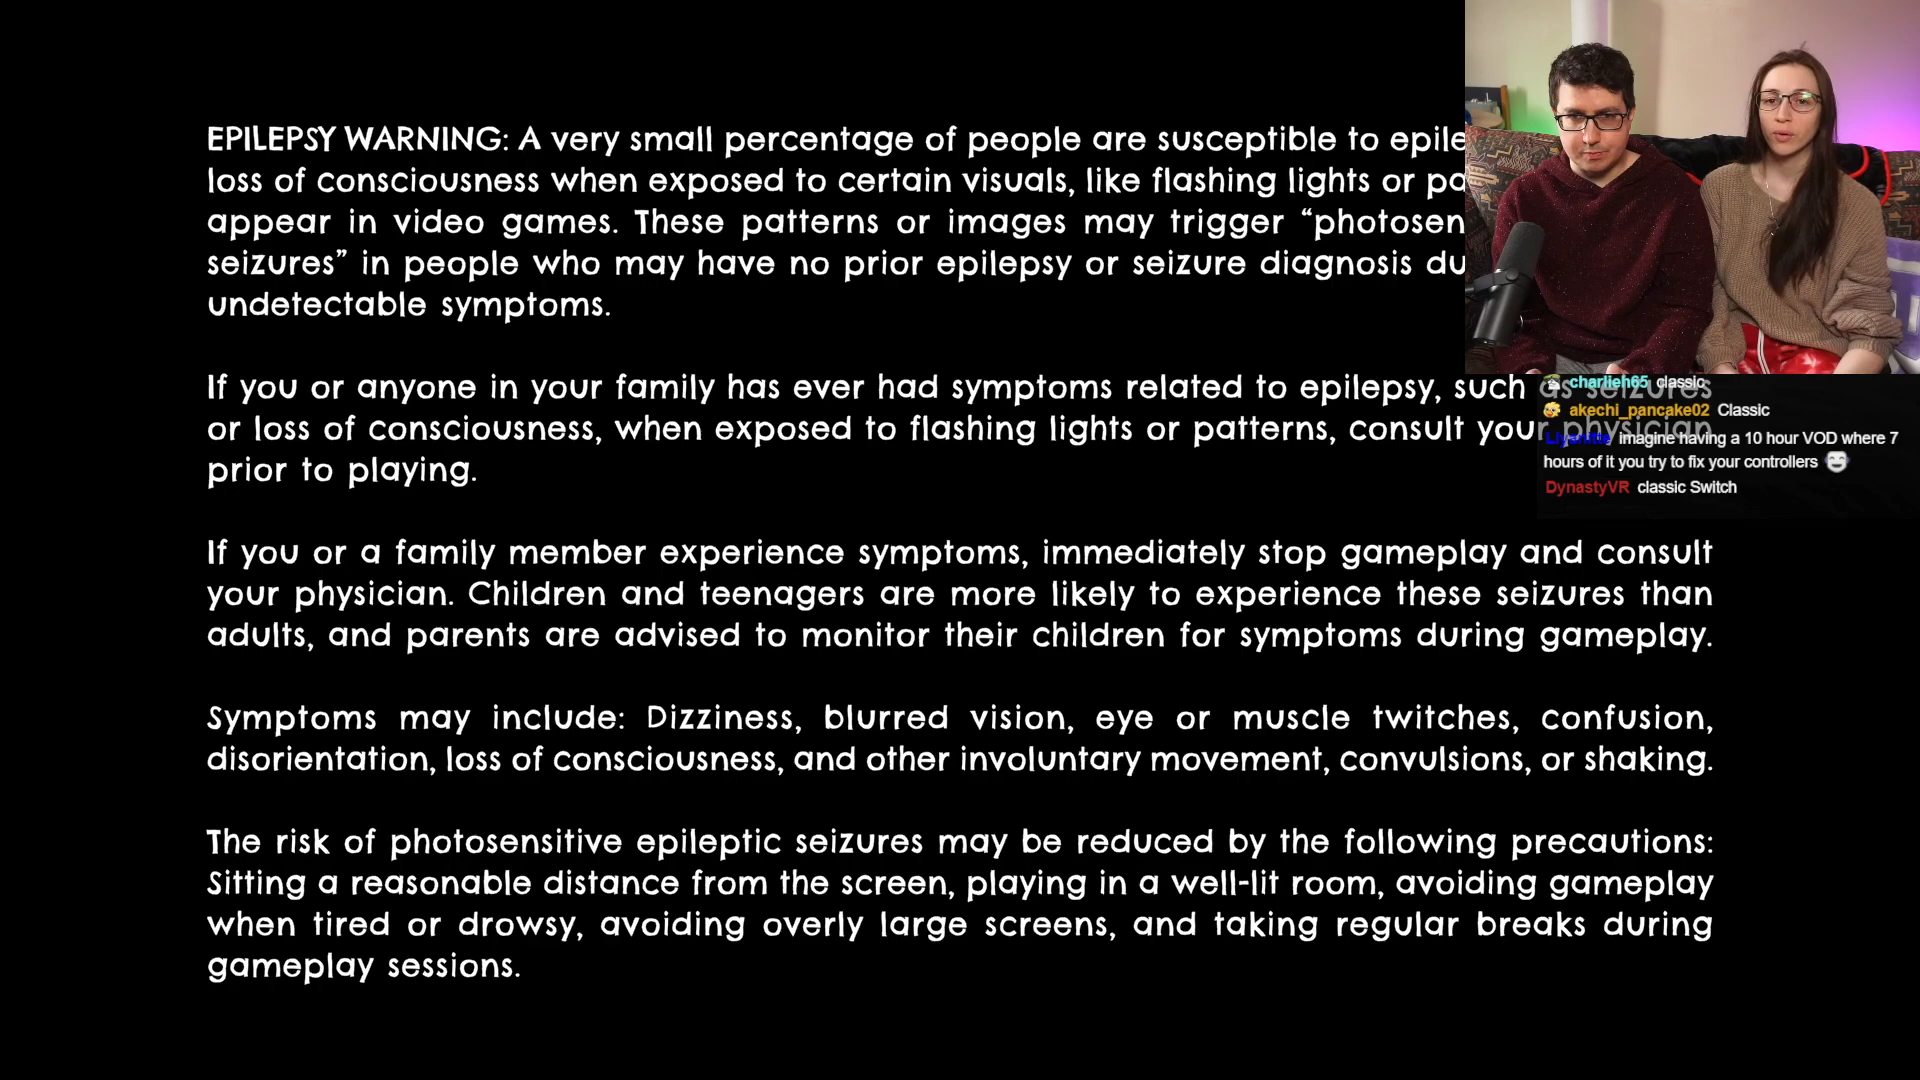 EPILEPSY WARNING: A very small percentage of people are susceptible to epile
loss of consciousness when exposed to certain visuals, like flashing lights or pa
appear in video games. These patterns or images may trigger “photosen
seizures” in people who may have no prior epilepsy or seizure diagnosis du
undetectable symptoms.
If you or anyone in your family has ever had symptoms related to epilepsy, such as seizures
or loss of consciousness, when exposed to flashing lights or patterns, consult your physician
prior to playing.
If you or a family member experience symptoms, immediately stop gameplay and consult
your physician. Children and teenagers are more likely to experience these seizures than
adults, and parents are advised to monitor their children for symptoms during gameplay.
Symptoms may include: Dizziness, blurred vision, eye or muscle twitches, confusion,
disorientation, loss of consciousness, and other involuntary movement, convulsions, or shaking.
The risk of photosensitive epileptic seizures may be reduced by the following precautions:
Sitting a reasonable distance from the screen, playing in a well-lit room, avoiding gameplay
when tired or drowsy, avoiding overly large screens, and taking regular breaks during
gameplay sessions.
charlieh65 classic
akechi_pancake02 Classic
imagine having a 10 hour VOD where 7
hours of it you try to fix your controllers
DynastyVR classic Switch